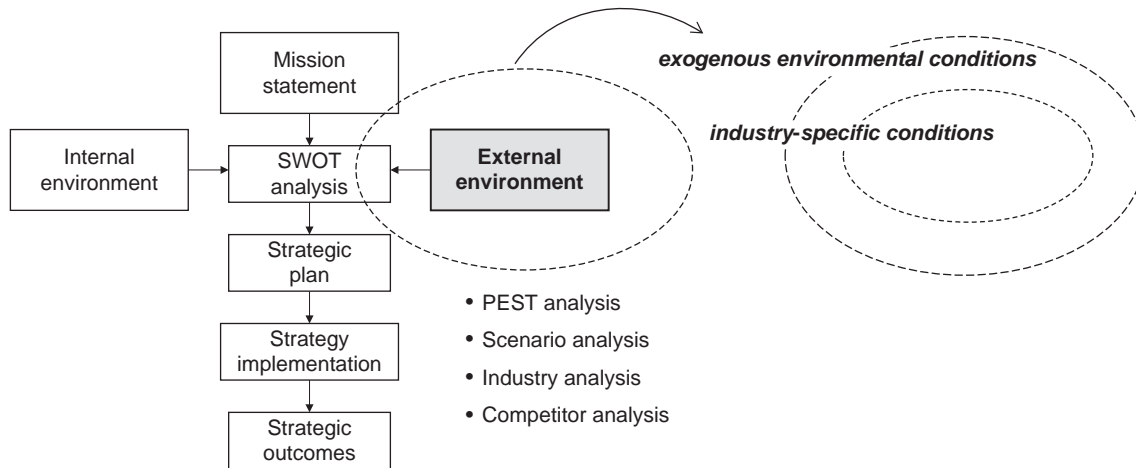 Mission
statement
exogenous environmental conditions
industry-specific conditions
Internal
environment
SWOT
analysis
External
environment
Strategic
plan
• PEST analysis
• Scenario analysis
• Industry analysis
• Competitor analysis
Strategy
implementation
Strategic
outcomes